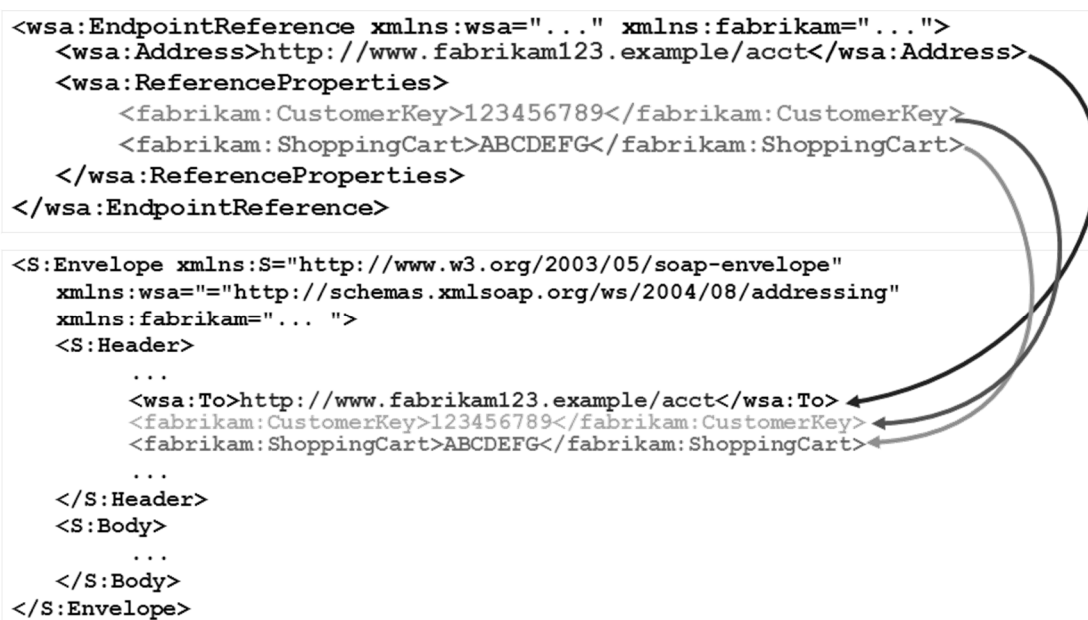 <wsa:EndpointReference xmlns:wsa="..." xmlns:fabrikam="...">
<wsa:Address>http://www.fabrikam123.example/acct</wsa:Address>
<wsa:ReferenceProperties>
<fabrikam:CustomerKey>123456789</fabrikam:CustomerKey>
<fabrikam:ShoppingCart>ABCDEFG</fabrikam:ShoppingCart>
</wsa:ReferenceProperties>
</wsa:EndpointReference>
<S:Envelope xmlns:S="http://www.w3.org/2003/05/soap-envelope"
xmlns:wsa="="http://schemas.xmlsoap.org/ws/2004/08/addressing"
xmlns:fabrikam="... ">
<S:Header>
...
<wsa:To>http://www.fabrikam123.example/acct</wsa:To>
<fabrikam:CustomerKey>123456789</fabrikam:CustomerKey>
<fabrikam:ShoppingCart>ABCDEFG</fabrikam:ShoppingCart>
...
</S:Header>
<S:Body>
...
</S:Body>
</S:Envelope>